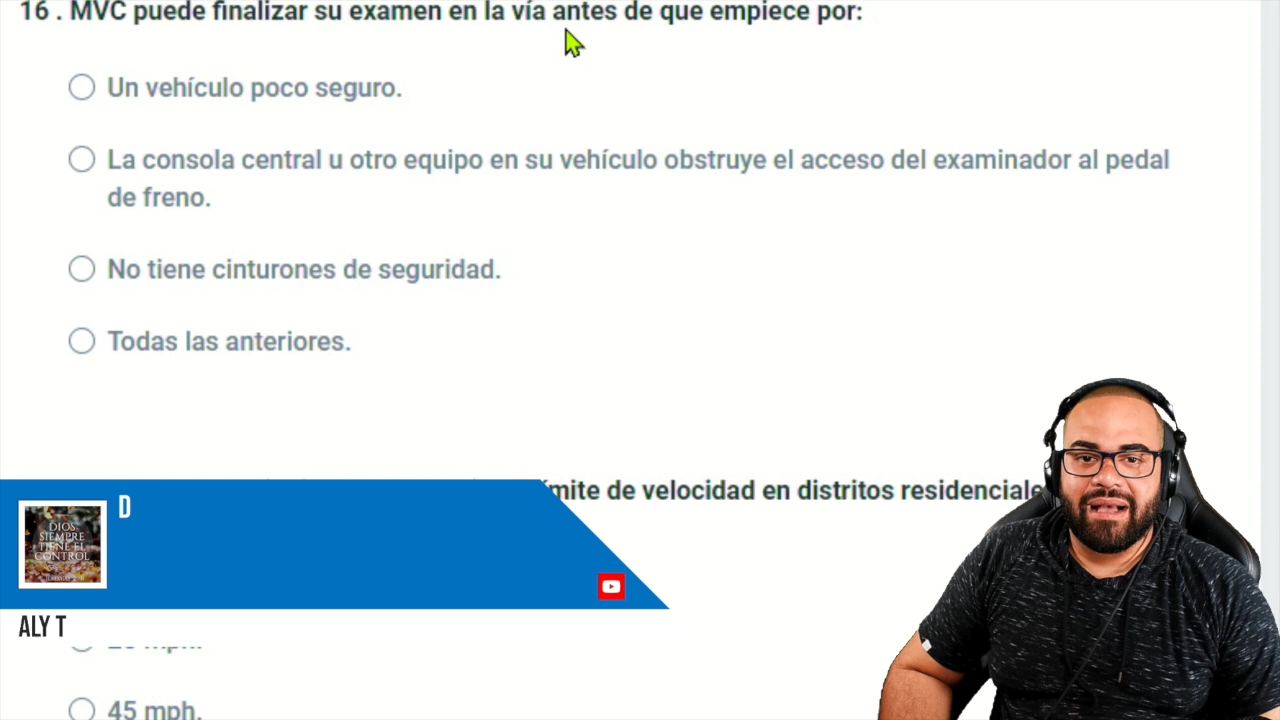 16 . MVC puede finalizar su examen en la vía antes de que empiece por:
Un vehículo poco seguro.
La consola central u otro equipo en su vehículo obstruye el acceso del examinador al pedal
de freno.
No tiene cinturones de seguridad.
Todas las anteriores.
de velocidad en distritos residenciale
D
DIOS
SIEMPRE
TIENE EL
CONTROL
ALY T
45 mph.